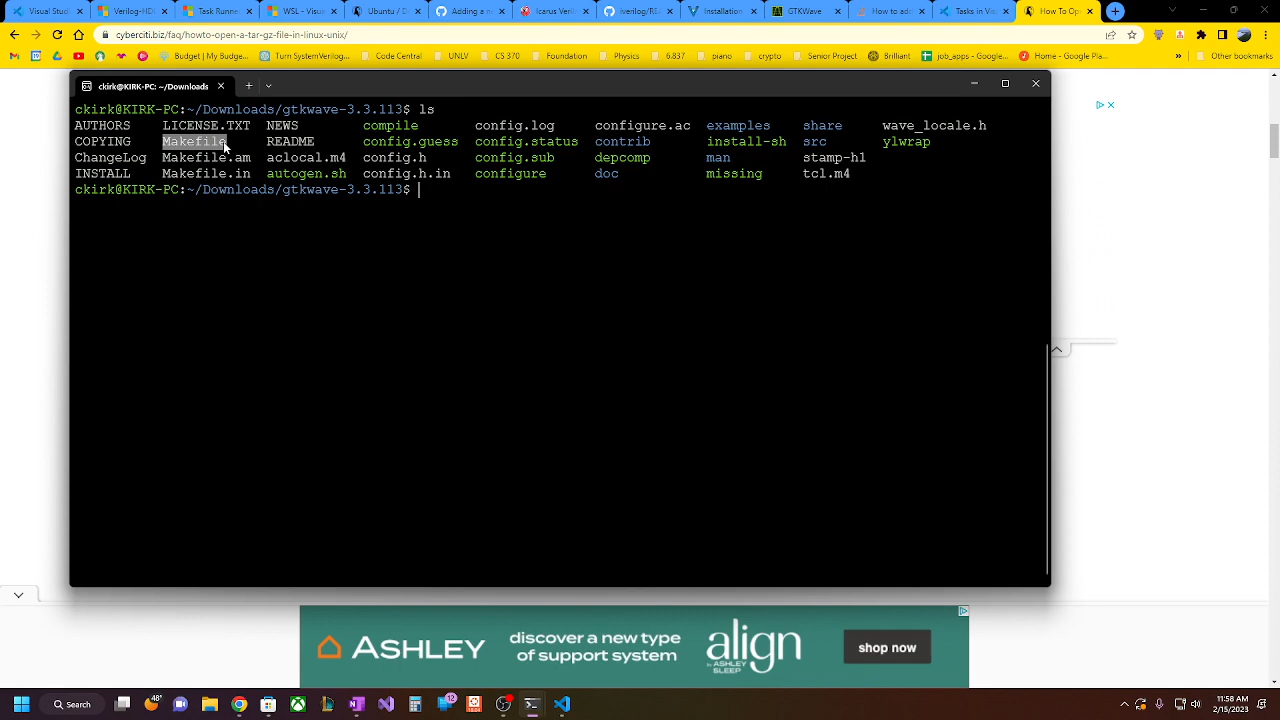 Visual Stud
Verilog-HD
Task Runne
WSL - Visu
Ubuntu / D
Adding a n
Icarus Veril
iverilog/RE
Installation
GTKWave
How to ad
Tasks in Vi
How To Op
cyberciti.biz/faq/howto-open-a-tar-gz-file-in-linux-unix/
Budget | My Budge...
Turn SystemVerilog...
Code Central
UNLV
CS 370
Foundation
Physics
6.837
piano
crypto
Senior Project
Brilliant
job_apps - Google...
Home - Google Pla...
»
Other bookmarks
ckirk@KIRK-PC: ~/Downloads
ckirk@KIRK-PC:~/Downloads/gtkwave-3.3.113$ ls
AUTHORS LICENSE.TXT NEWS compile config.log configure.ac examples share wave_locale.h
COPYING Makefile README config.guess config.status contrib install-sh src ylwrap
ChangeLog Makefile.am aclocal.m4 config.h config.sub depcomp man stamp-h1
INSTALL Makefile.in autogen.sh config.h.in configure doc missing tcl.m4
ckirk@KIRK-PC:~/Downloads/gtkwave-3.3.113$
ASHLEY
discover a new type
of support system
align
by ASHLEY
SLEEP
shop now
48°
Search
12
11:58 AM
2/15/2023